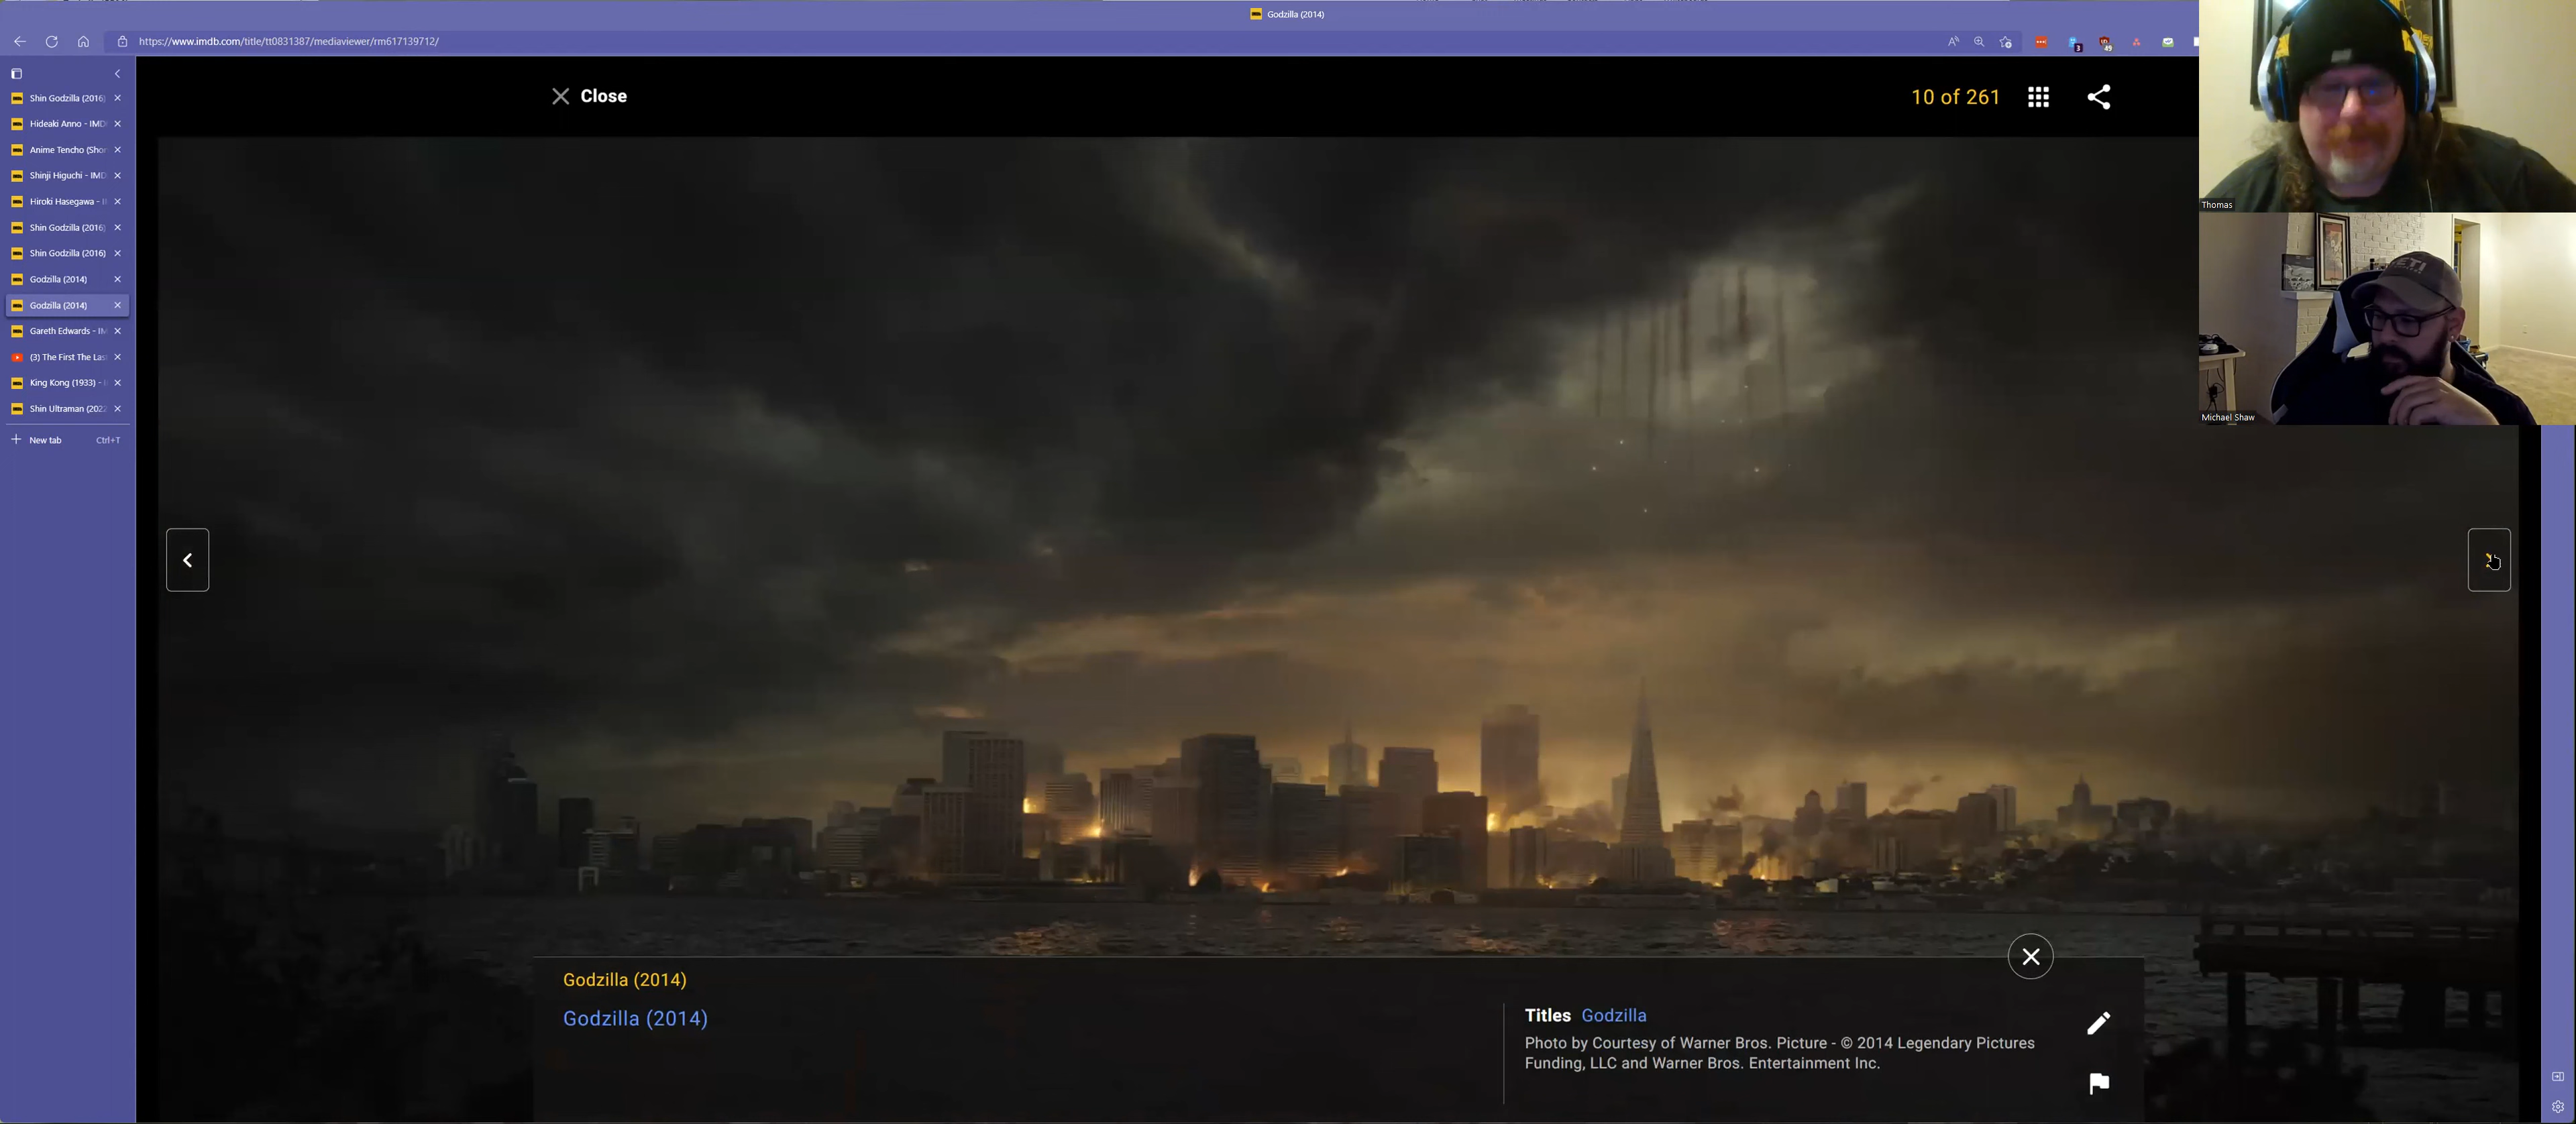 Godzilla (2014)
https://www.imdb.com/title/tt0831387/mediaviewer/rm617139712/
3
49
Shin Godzilla (2016)
Hideaki Anno - IMD
Anime Tencho (Shor
Shinji Higuchi - IMD
Hiroki Hasegawa - I
Shin Godzilla (2016)
Shin Godzilla (2016)
Godzilla (2014)
Godzilla (2014)
Gareth Edwards - IM
(3) The First The Las
King Kong (1933) -
Shin Ultraman (2022
New tab Ctrl+T
Close
10 of 261
Thomas
YETI
Michael Shaw
Godzilla (2014)
Godzilla (2014)
Titles Godzilla
Photo by Courtesy of Warner Bros. Picture - © 2014 Legendary Pictures
Funding, LLC and Warner Bros. Entertainment Inc.